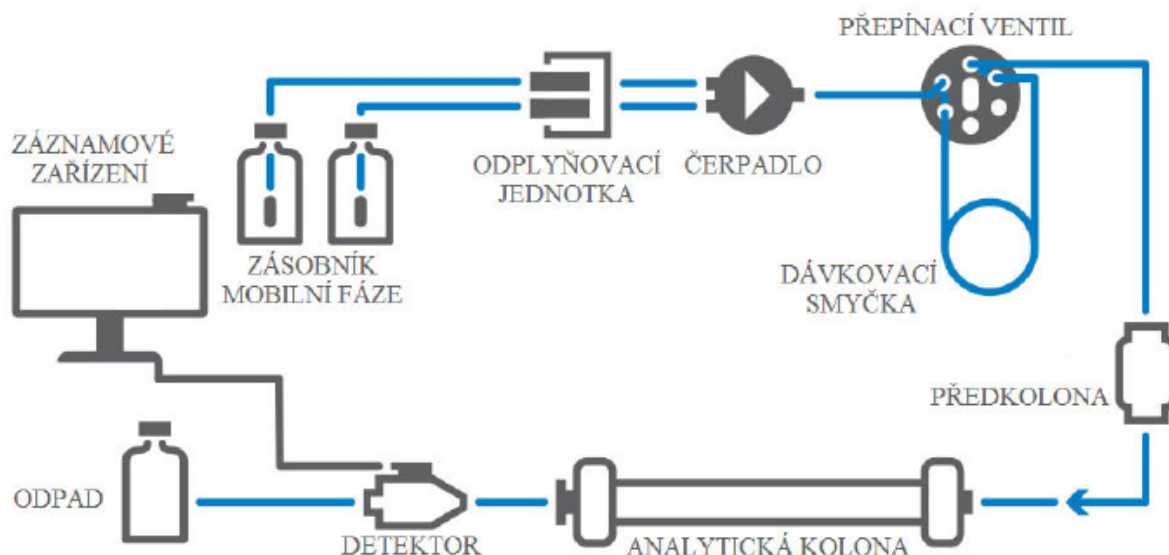 PŘEPÍNACÍ VENTIL
ZÁZNAMOVÉ
ZAŘÍZENÍ
ODPLYŇOVACÍ
JEDNOTKA
ČERPADLO
ZÁSOBNÍK
MOBILNÍ FÁZE
DÁVKOVACÍ
SMYČKA
PŘEDKOLONA
ODPAD
DETEKTOR
ANALYTICKÁ KOLONA